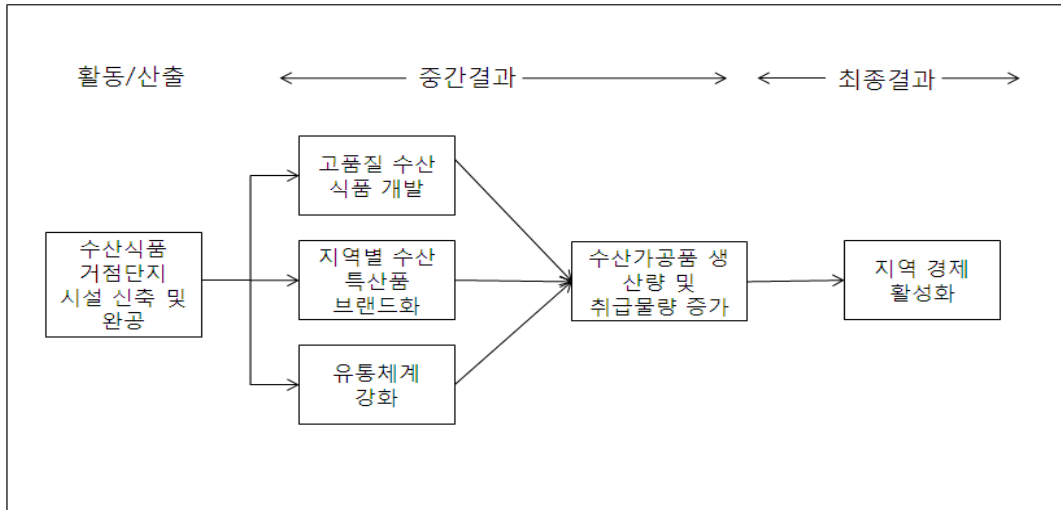 활동/산출
중간결과
최종결과
고품질 수산
식품 개발
수산식품
거점단지
시설 신축 및
완공
지역별 수산
특산품
브랜드화
유통체계
강화
수산가공품 생
산량 및
취급물량 증가
지역 경제
활성화